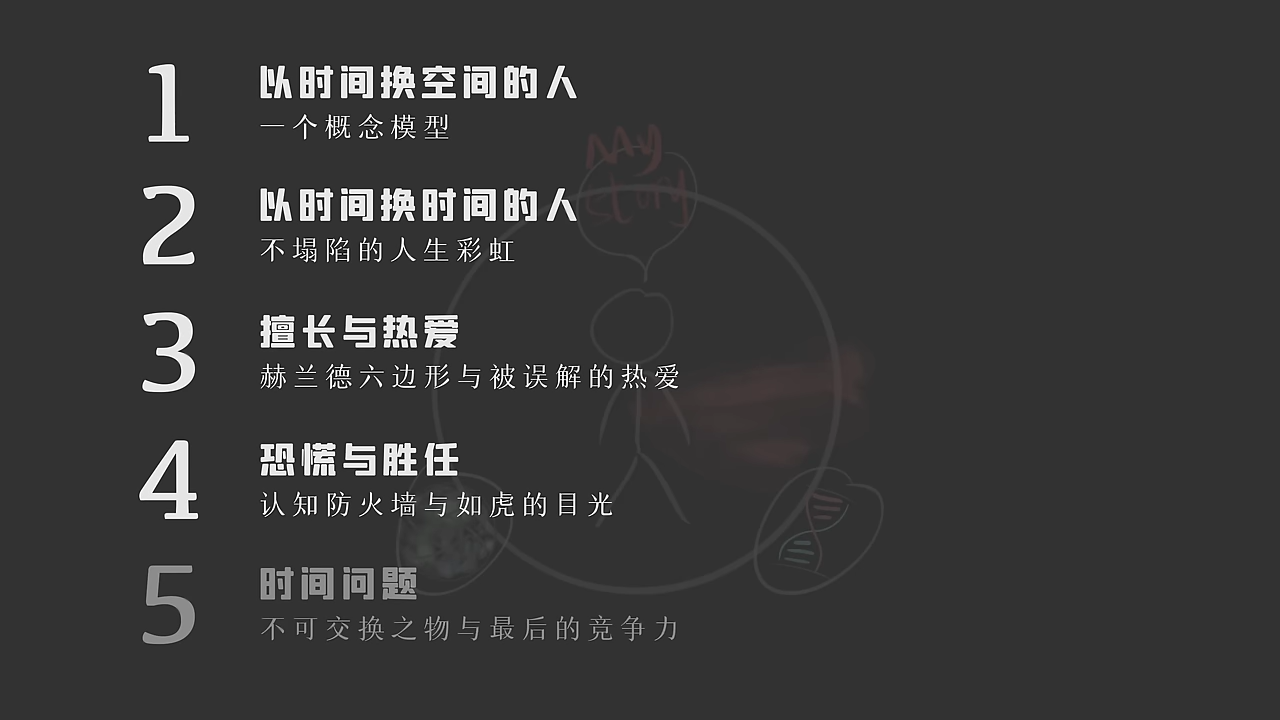 1
以时间换空间的人
一个概念模型
2
以时间换时间的人
不塌陷的人生彩虹
3
擅长与热爱
赫兰德六边形与被误解的热爱
4
恐慌与胜任
认知防火墙与如虎的目光
5
时间问题
不可交换之物与最后的竞争力
My
story